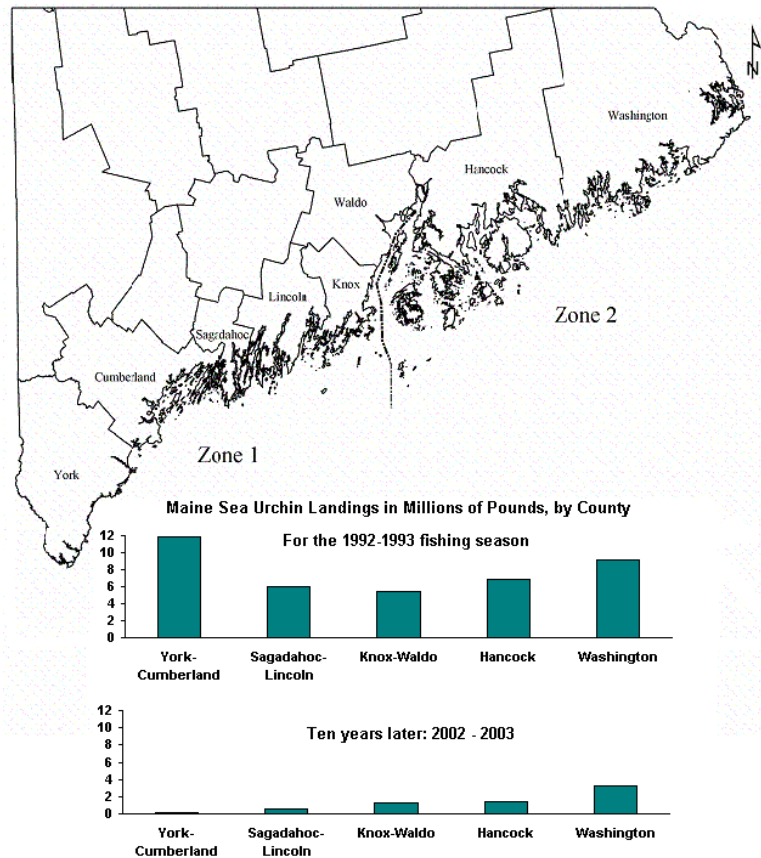 N
Washington
Hancock
Waldo
Knox
Lincoln
Zone 2
Sagadahoc
Cumberland
Zone 1
York
Maine Sea Urchin Landings in Millions of Pounds, by County
For the 1992-1993 fishing season
12
10
8
6
4
2
0
York-
Cumberland
Sagadahoc-
Lincoln
Knox-Waldo
Hancock
Washington
Ten years later: 2002 - 2003
12
10
8
6
4
2
0
York-
Cumberland
Sagadahoc-
Lincoln
Knox-Waldo
Hancock
Washington